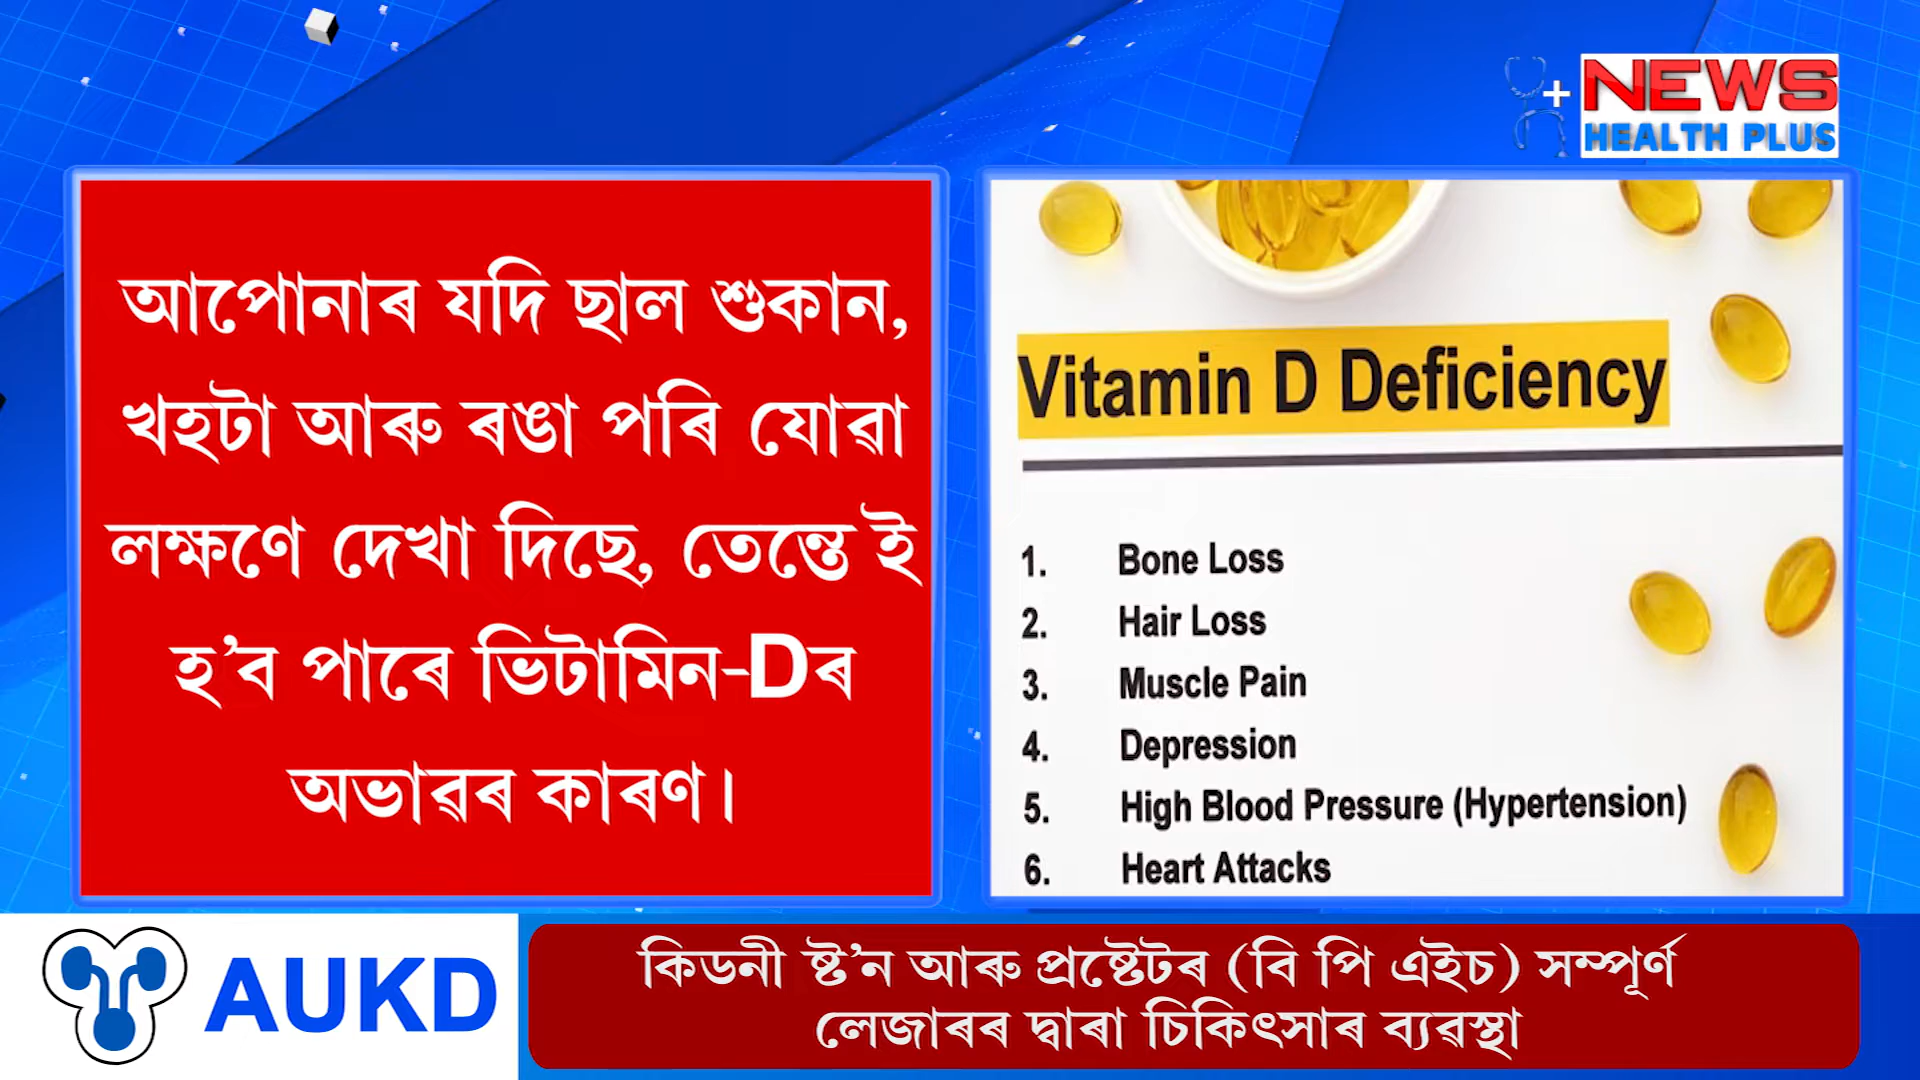 NEWS
HEALTH PLUS
আপোনাৰ যদি ছাল শুকান,
খহটা আৰু ৰঙা পৰি যোৱা
লক্ষণে দেখা দিছে, তেন্তে ই
হ’ব পাৰে ভিটামিন-Dৰ
অভাৱৰ কাৰণ।
Vitamin D Deficiency
1. Bone Loss
2. Hair Loss
3. Muscle Pain
4. Depression
5. High Blood Pressure (Hypertension)
6. Heart Attacks
AUKD
কিডনী ষ্ট’ন আৰু প্ৰষ্টেটৰ (বি পি এইচ) সম্পূৰ্ণ
লেজাৰৰ দ্বাৰা চিকিৎসাৰ ব্যৱস্থা